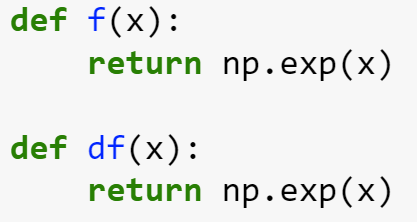 def f(x):
    return np.exp(x)

def df(x):
    return np.exp(x)